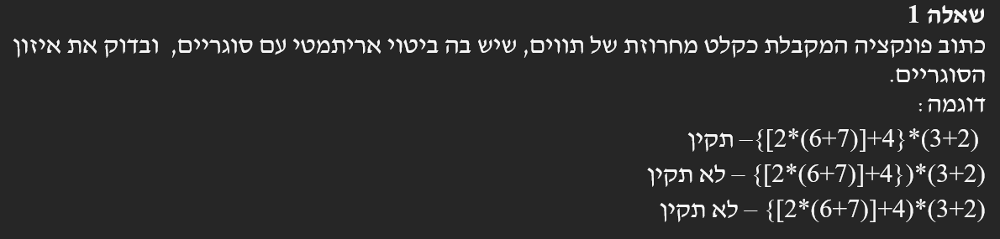 שאלה 1
כתוב פונקציה המקבלת כקלט מחרוזת של תווים, שיש בה ביטוי אריתמטי עם סוגריים, ובדוק את איזון
הסוגריים.
דוגמה:
{[2*(6+7)]+4}*(3+2) – תקין
{[2*(6+7)]+4})*(3+2) – לא תקין
{[2*(6+7)]+4)*(3+2) – לא תקין